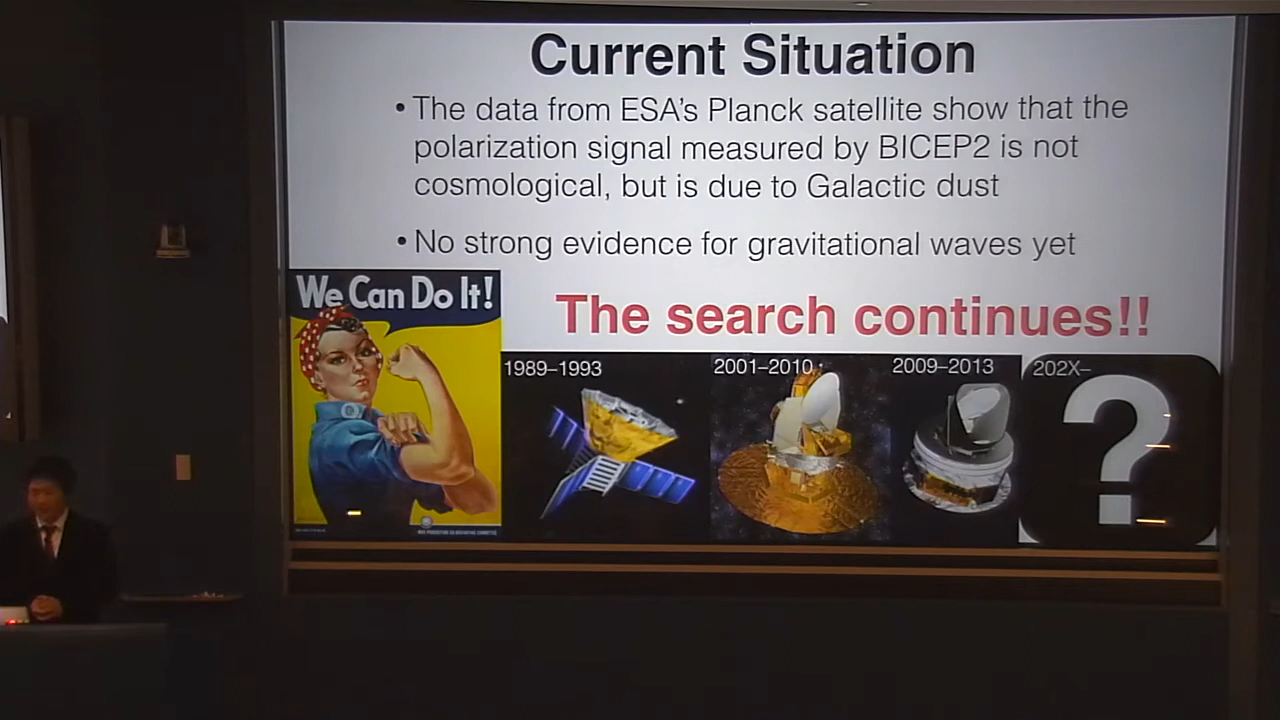 Current Situation
• The data from ESA's Planck satellite show that the
polarization signal measured by BICEP2 is not
cosmological, but is due to Galactic dust
• No strong evidence for gravitational waves yet
We Can Do It!
The search continues!!
1989–1993
2001–2010
2009–2013
202X–